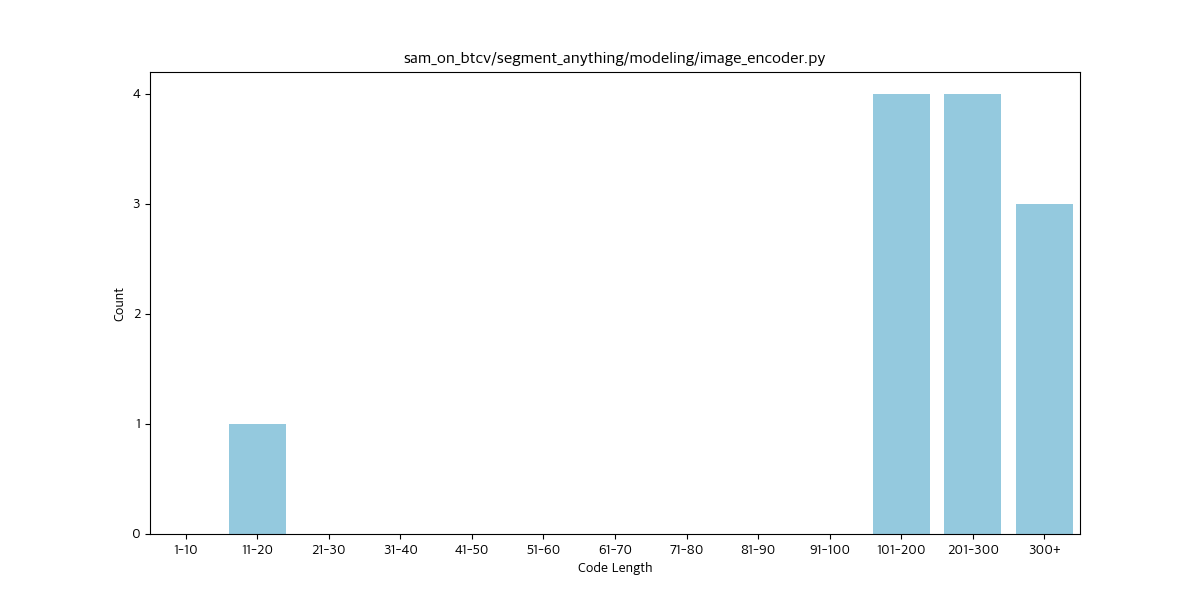 sam_on_btcv/segment_anything/modeling/image_encoder.py
4
3
2
1
0
Count
1-10 11-20 21-30 31-40 41-50 51-60 61-70 71-80 81-90 91-100 101-200 201-300 300+
Code Length